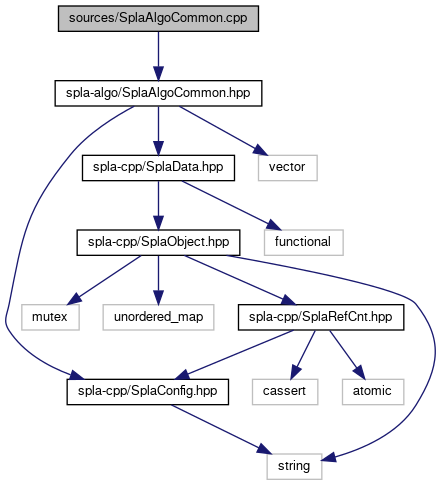 sources/SplaAlgoCommon.cpp
spla-algo/SplaAlgoCommon.hpp
spla-cpp/SplaData.hpp
vector
spla-cpp/SplaObject.hpp
functional
mutex
unordered_map
spla-cpp/SplaRefCnt.hpp
spla-cpp/SplaConfig.hpp
cassert
atomic
string